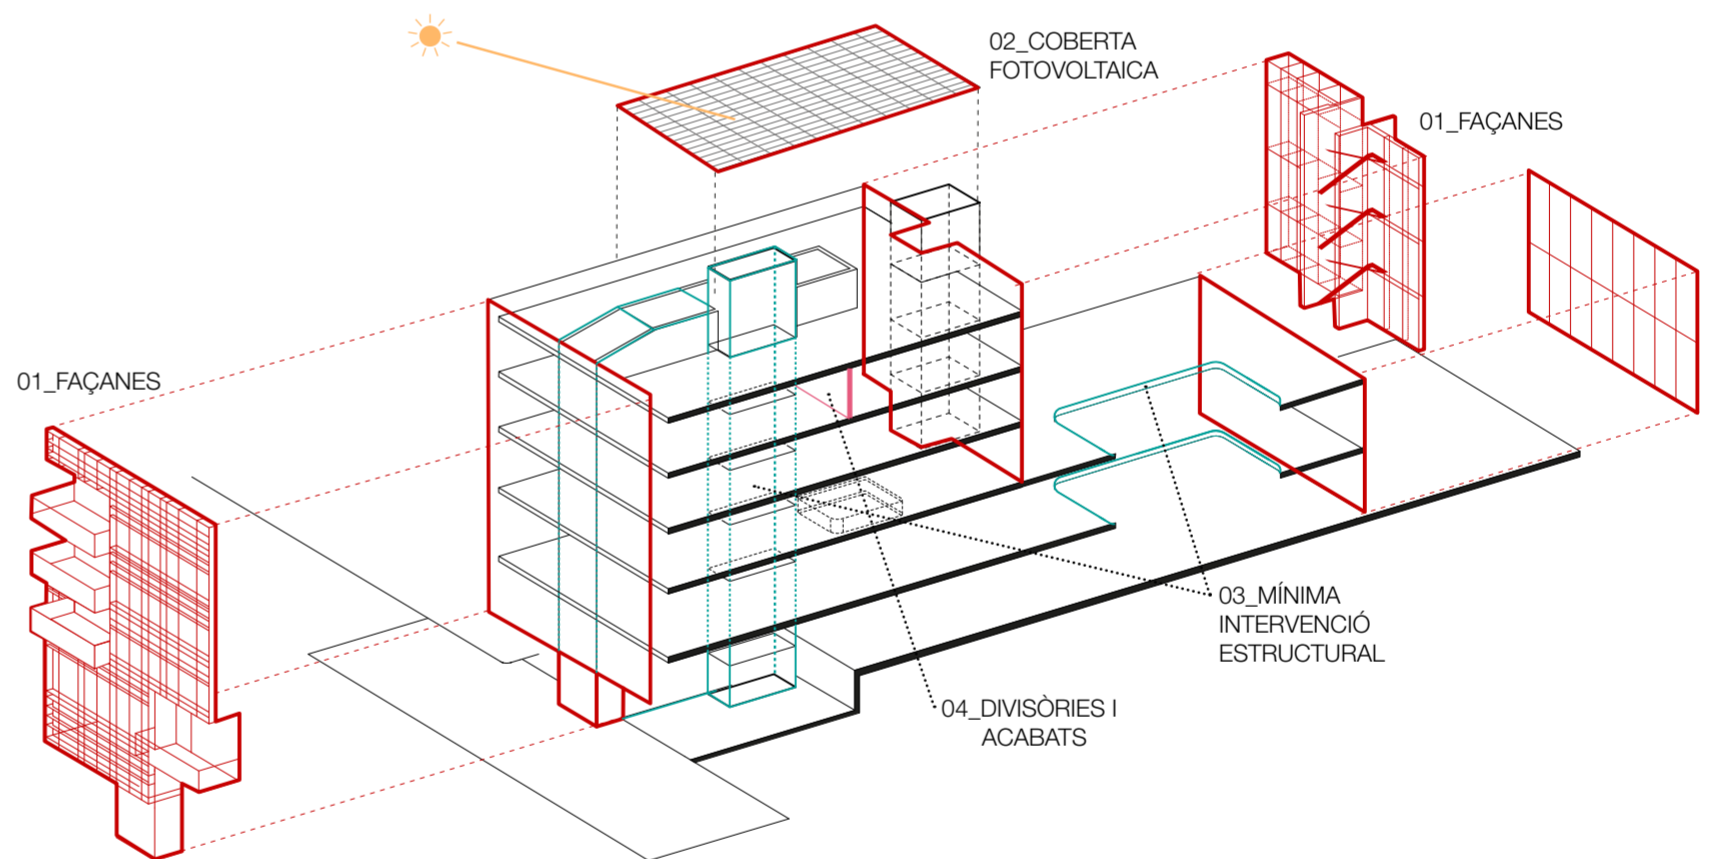 02_COBERTA
FOTOVOLTAICA
01_FAÇANES
01_FAÇANES
03_MÍNIMA
INTERVENCIÓ
ESTRUCTURAL
04_DIVISÒRIES I
ACABATS